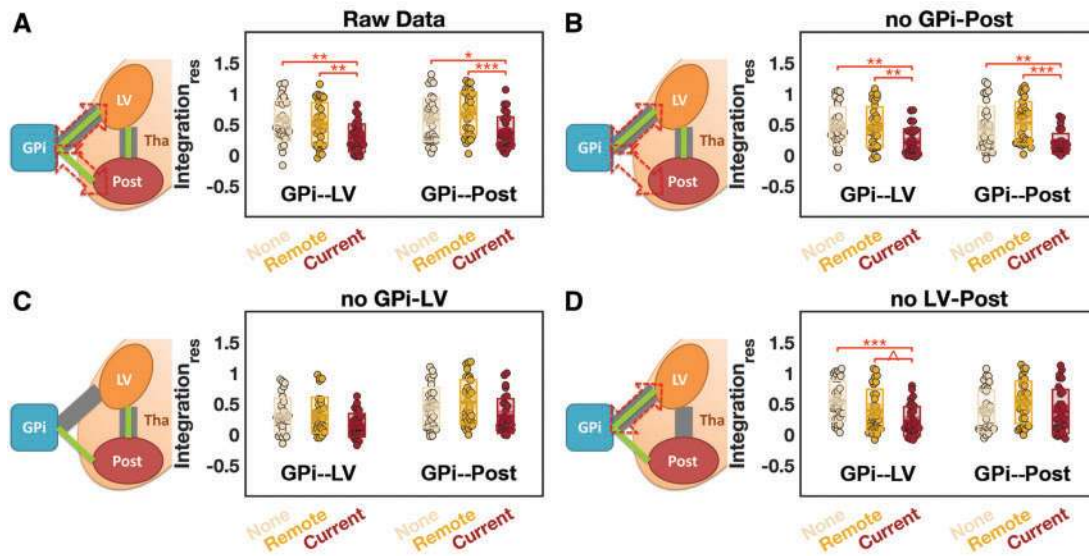 A
Raw Data
LV
GPi
Tha
Post
Integrationres
1.5
1
0.5
0
-0.5
**
**
*
***
GPi--LV
GPi--Post
None
Remote
Current
None
Remote
Current
B
no GPi-Post
LV
GPi
Tha
Post
Integrationres
1.5
1
0.5
0
-0.5
**
**
**
***
GPi--LV
GPi--Post
None
Remote
Current
None
Remote
Current
C
no GPi-LV
LV
GPi
Tha
Post
Integrationres
1.5
1
0.5
0
-0.5
GPi--LV
GPi--Post
None
Remote
Current
None
Remote
Current
D
no LV-Post
LV
GPi
Tha
Post
Integrationres
1.5
1
0.5
0
-0.5
***
^
GPi--LV
GPi--Post
None
Remote
Current
None
Remote
Current